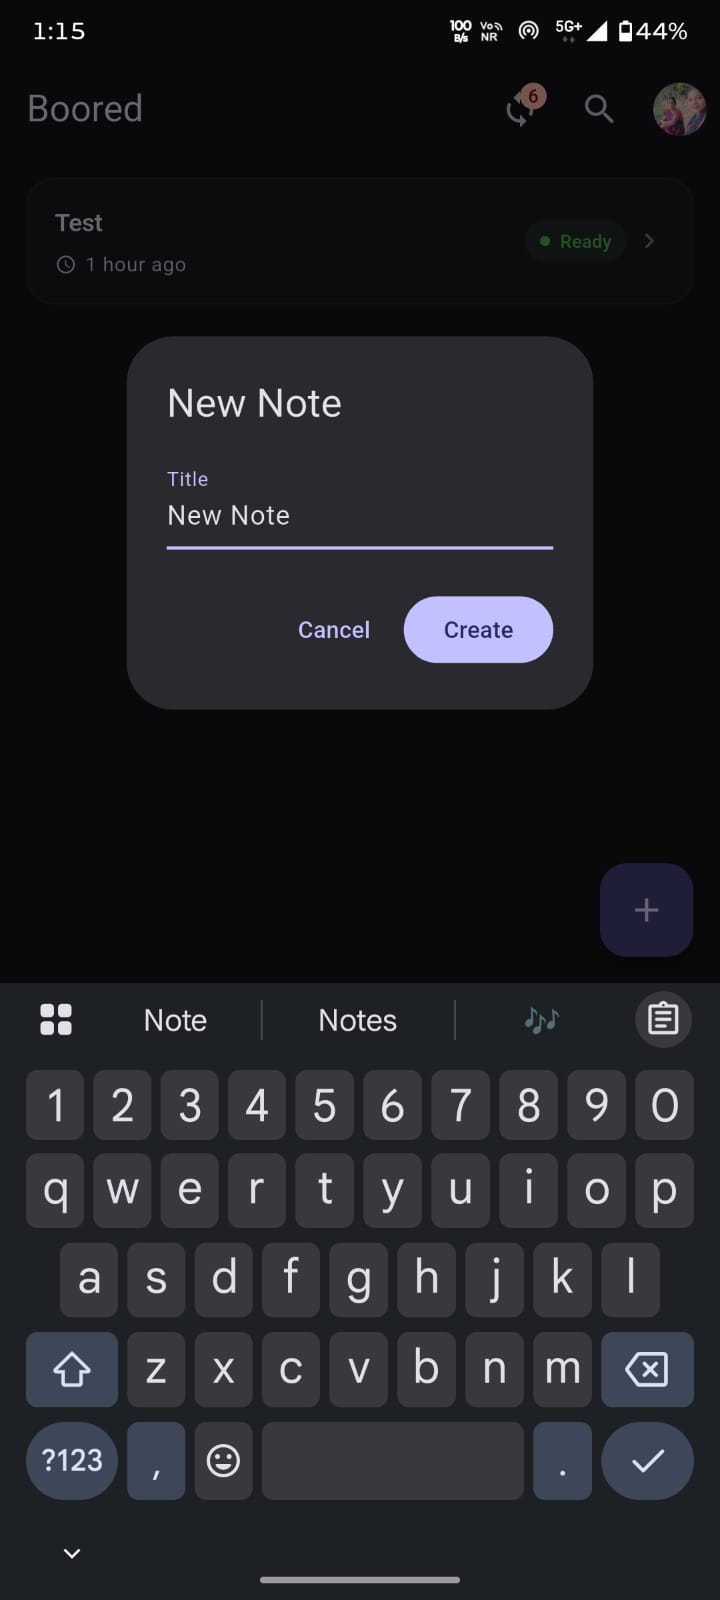 1:15 100 B/s Vo NR 5G+ 44%
Boored 6
Test
Ready
1 hour ago
New Note
Title
New Note
Cancel Create
+
Note Notes 🎶
1 2 3 4 5 6 7 8 9 0
q w e r t y u i o p
a s d f g h j k l
z x c v b n m
?123 , .